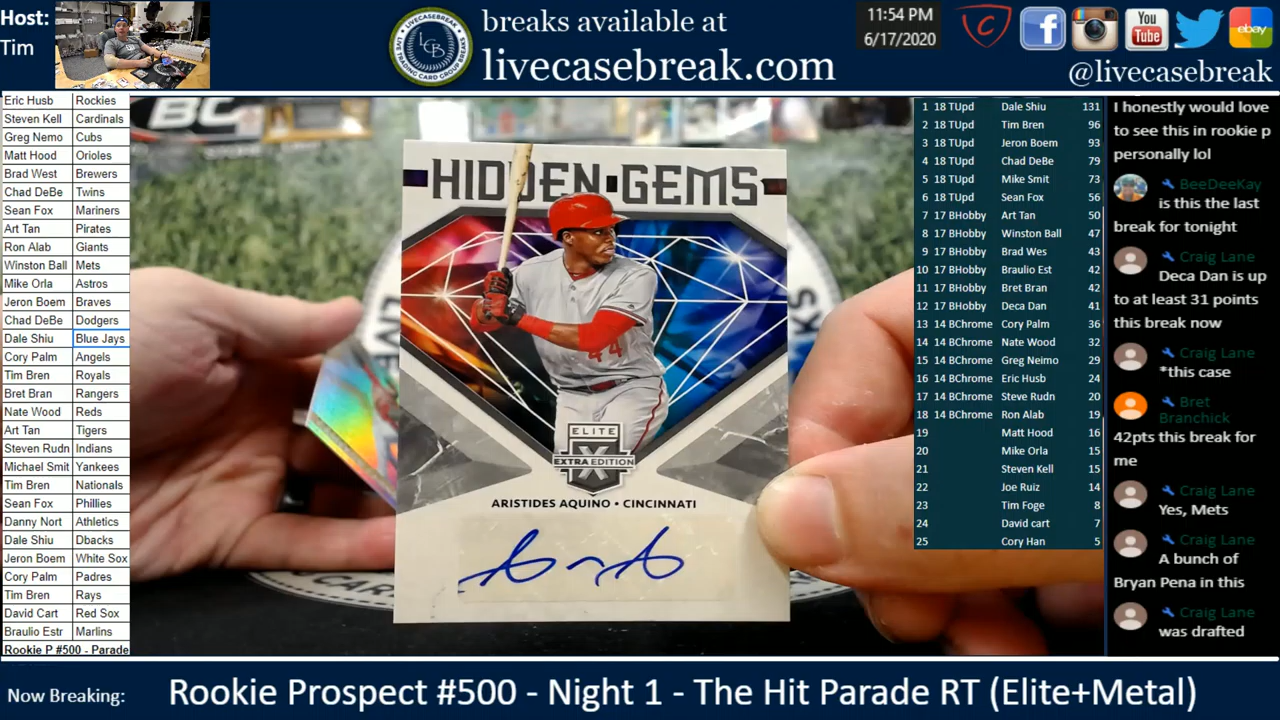 Host:
Tim
breaks available at
livecasebreak.com
11:54 PM
6/17/2020
You
Tube
ebay
@livecasebreak
LCB
LIVECASEBREAK
Eric Husb Rockies
Steven Kell Cardinals
Greg Nemo Cubs
Matt Hood Orioles
Brad West Brewers
Chad DeBe Twins
Sean Fox Mariners
Art Tan Pirates
Ron Alab Giants
Winston Ball Mets
Mike Orla Astros
Jeron Boem Braves
Chad DeBe Dodgers
Dale Shiu Blue Jays
Cory Palm Angels
Tim Bren Royals
Bret Bran Rangers
Nate Wood Reds
Art Tan Tigers
Steven Rudn Indians
Michael Smit Yankees
Tim Bren Nationals
Sean Fox Phillies
Danny Nort Athletics
Dale Shiu Dbacks
Jeron Boem White Sox
Cory Palm Padres
Tim Bren Rays
David Cart Red Sox
Braulio Estr Marlins
Rookie P #500 - Parade
HIDDEN GEMS
44
ELITE
EXTRA EDITION
X
ARISTIDES AQUINO • CINCINNATI
1 18 TUpd Dale Shiu 131
2 18 TUpd Tim Bren 96
3 18 TUpd Jeron Boem 93
4 18 TUpd Chad DeBe 79
5 18 TUpd Mike Smit 73
6 18 TUpd Sean Fox 56
7 17 BHobby Art Tan 50
8 17 BHobby Winston Ball 47
9 17 BHobby Brad Wes 43
10 17 BHobby Braulio Est 42
11 17 BHobby Bret Bran 42
12 17 BHobby Deca Dan 41
13 14 BChrome Cory Palm 36
14 14 BChrome Nate Wood 32
15 14 BChrome Greg Neimo 29
16 14 BChrome Eric Husb 24
17 14 BChrome Steve Rudn 20
18 14 BChrome Ron Alab 19
19 Matt Hood 16
20 Mike Orla 15
21 Steven Kell 15
22 Joe Ruiz 14
23 Tim Foge 8
24 David cart 7
25 Cory Han 5
I honestly would love
to see this in rookie p
personally lol
BeeDeeKay
is this the last
break for tonight
Craig Lane
Deca Dan is up
to at least 31 points
this break now
Craig Lane
*this case
Bret
Branchick
42pts this break for
me
Craig Lane
Yes, Mets
Craig Lane
A bunch of
Bryan Pena in this
Craig Lane
was drafted
Now Breaking:
Rookie Prospect #500 - Night 1 - The Hit Parade RT (Elite+Metal)